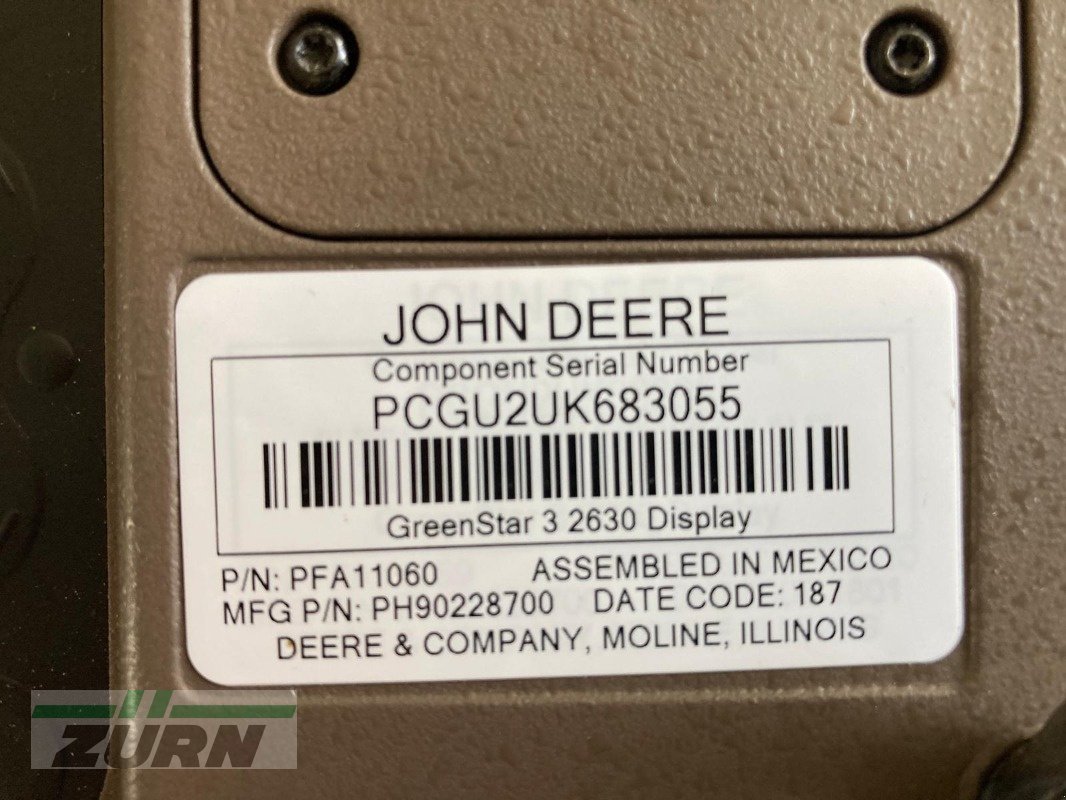 JOHN DEERE
Component Serial Number
PCGU2UK683055
GreenStar 3 2630 Display
P/N: PFA11060 ASSEMBLED IN MEXICO
MFG P/N: PH90228700 DATE CODE: 187
DEERE & COMPANY, MOLINE, ILLINOIS
ZÜRN